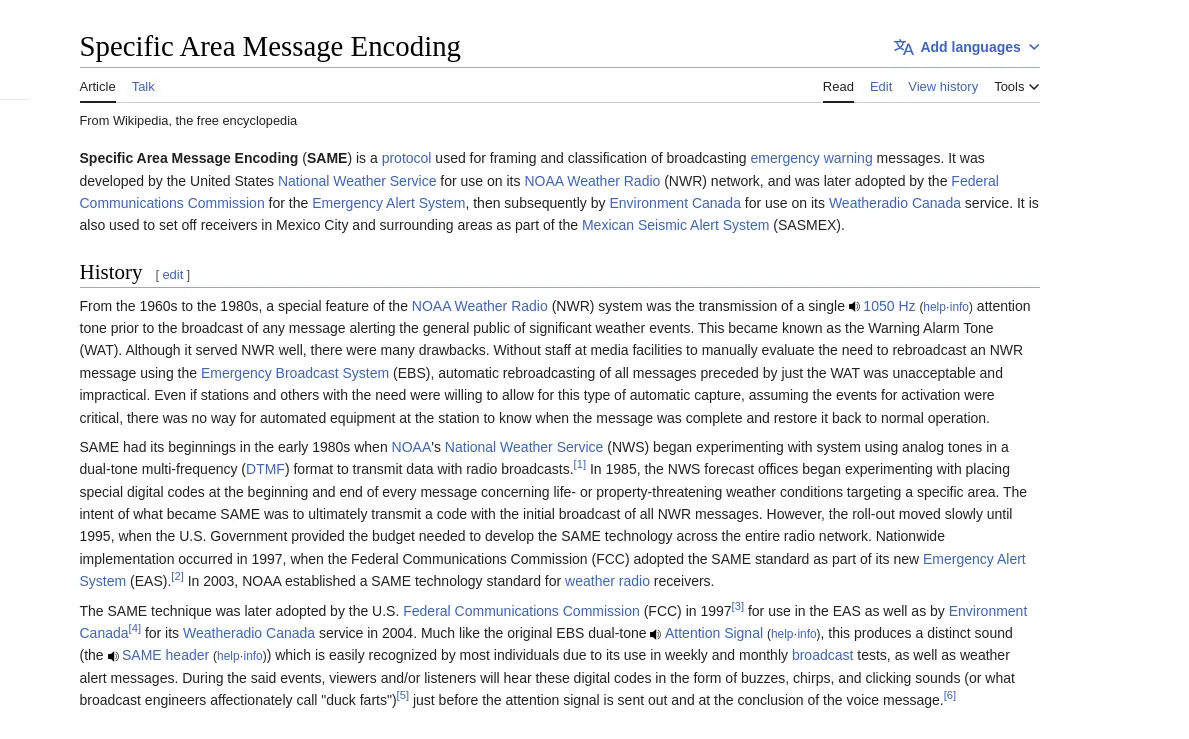 Specific Area Message Encoding
Add languages
Article Talk Read Edit View history Tools
From Wikipedia, the free encyclopedia
Specific Area Message Encoding (SAME) is a protocol used for framing and classification of broadcasting emergency warning messages. It was
developed by the United States National Weather Service for use on its NOAA Weather Radio (NWR) network, and was later adopted by the Federal
Communications Commission for the Emergency Alert System, then subsequently by Environment Canada for use on its Weatheradio Canada service. It is
also used to set off receivers in Mexico City and surrounding areas as part of the Mexican Seismic Alert System (SASMEX).
History [ edit ]
From the 1960s to the 1980s, a special feature of the NOAA Weather Radio (NWR) system was the transmission of a single 1050 Hz (help·info) attention
tone prior to the broadcast of any message alerting the general public of significant weather events. This became known as the Warning Alarm Tone
(WAT). Although it served NWR well, there were many drawbacks. Without staff at media facilities to manually evaluate the need to rebroadcast an NWR
message using the Emergency Broadcast System (EBS), automatic rebroadcasting of all messages preceded by just the WAT was unacceptable and
impractical. Even if stations and others with the need were willing to allow for this type of automatic capture, assuming the events for activation were
critical, there was no way for automated equipment at the station to know when the message was complete and restore it back to normal operation.
SAME had its beginnings in the early 1980s when NOAA's National Weather Service (NWS) began experimenting with system using analog tones in a
dual-tone multi-frequency (DTMF) format to transmit data with radio broadcasts.[1] In 1985, the NWS forecast offices began experimenting with placing
special digital codes at the beginning and end of every message concerning life- or property-threatening weather conditions targeting a specific area. The
intent of what became SAME was to ultimately transmit a code with the initial broadcast of all NWR messages. However, the roll-out moved slowly until
1995, when the U.S. Government provided the budget needed to develop the SAME technology across the entire radio network. Nationwide
implementation occurred in 1997, when the Federal Communications Commission (FCC) adopted the SAME standard as part of its new Emergency Alert
System (EAS).[2] In 2003, NOAA established a SAME technology standard for weather radio receivers.
The SAME technique was later adopted by the U.S. Federal Communications Commission (FCC) in 1997[3] for use in the EAS as well as by Environment
Canada[4] for its Weatheradio Canada service in 2004. Much like the original EBS dual-tone Attention Signal (help·info), this produces a distinct sound
(the SAME header (help·info)) which is easily recognized by most individuals due to its use in weekly and monthly broadcast tests, as well as weather
alert messages. During the said events, viewers and/or listeners will hear these digital codes in the form of buzzes, chirps, and clicking sounds (or what
broadcast engineers affectionately call "duck farts")[5] just before the attention signal is sent out and at the conclusion of the voice message.[6]